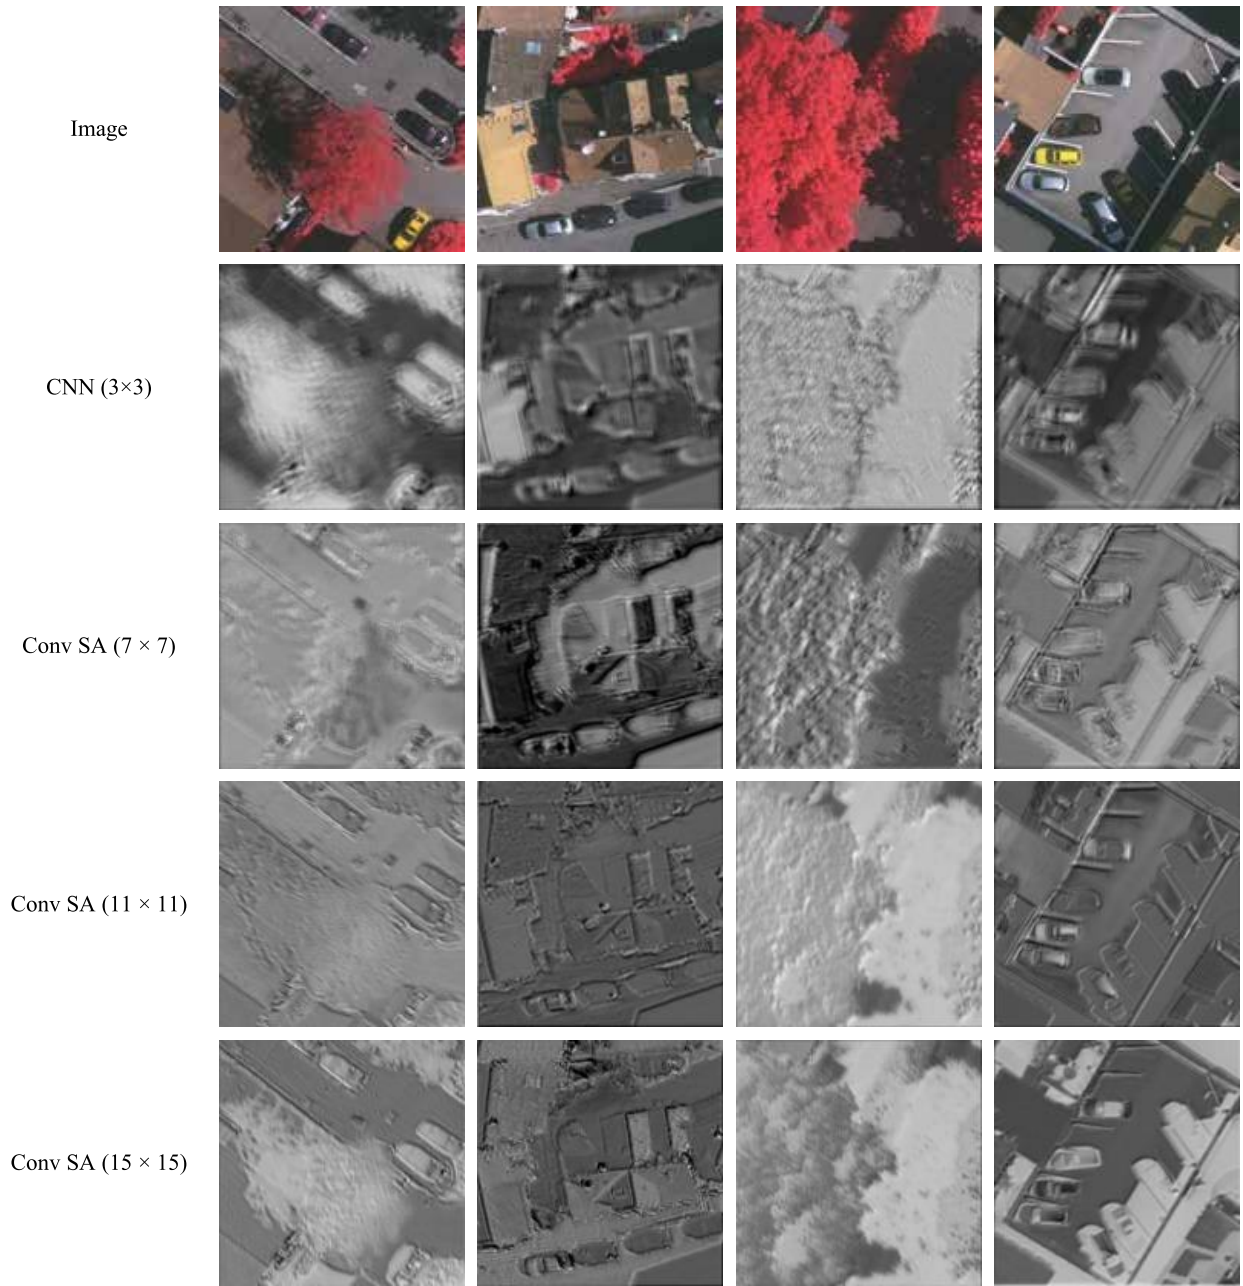 Image
CNN (3×3)
Conv SA (7 × 7)
Conv SA (11 × 11)
Conv SA (15 × 15)